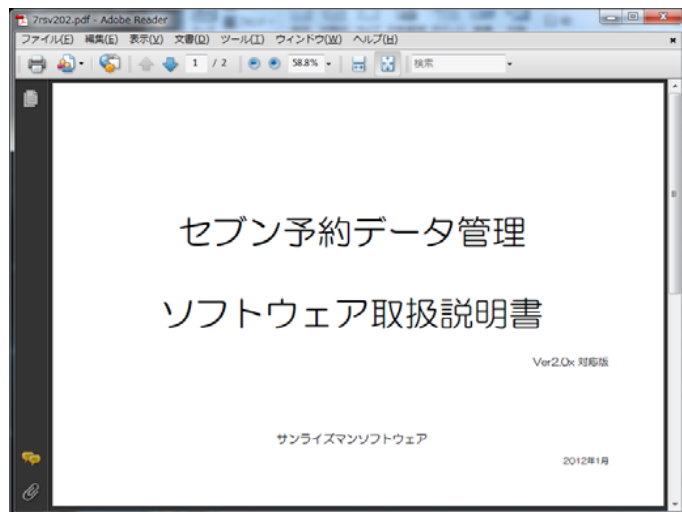 7rsv202.pdf - Adobe Reader
ファイル(E) 編集(E) 表示(V) 文書(D) ツール(T) ウィンドウ(W) ヘルプ(H)
1 / 2 58.8% 検索
セブン予約データ管理
ソフトウェア取扱説明書
Ver2.0x 対応版
サンライズマンソフトウェア
2012年1月